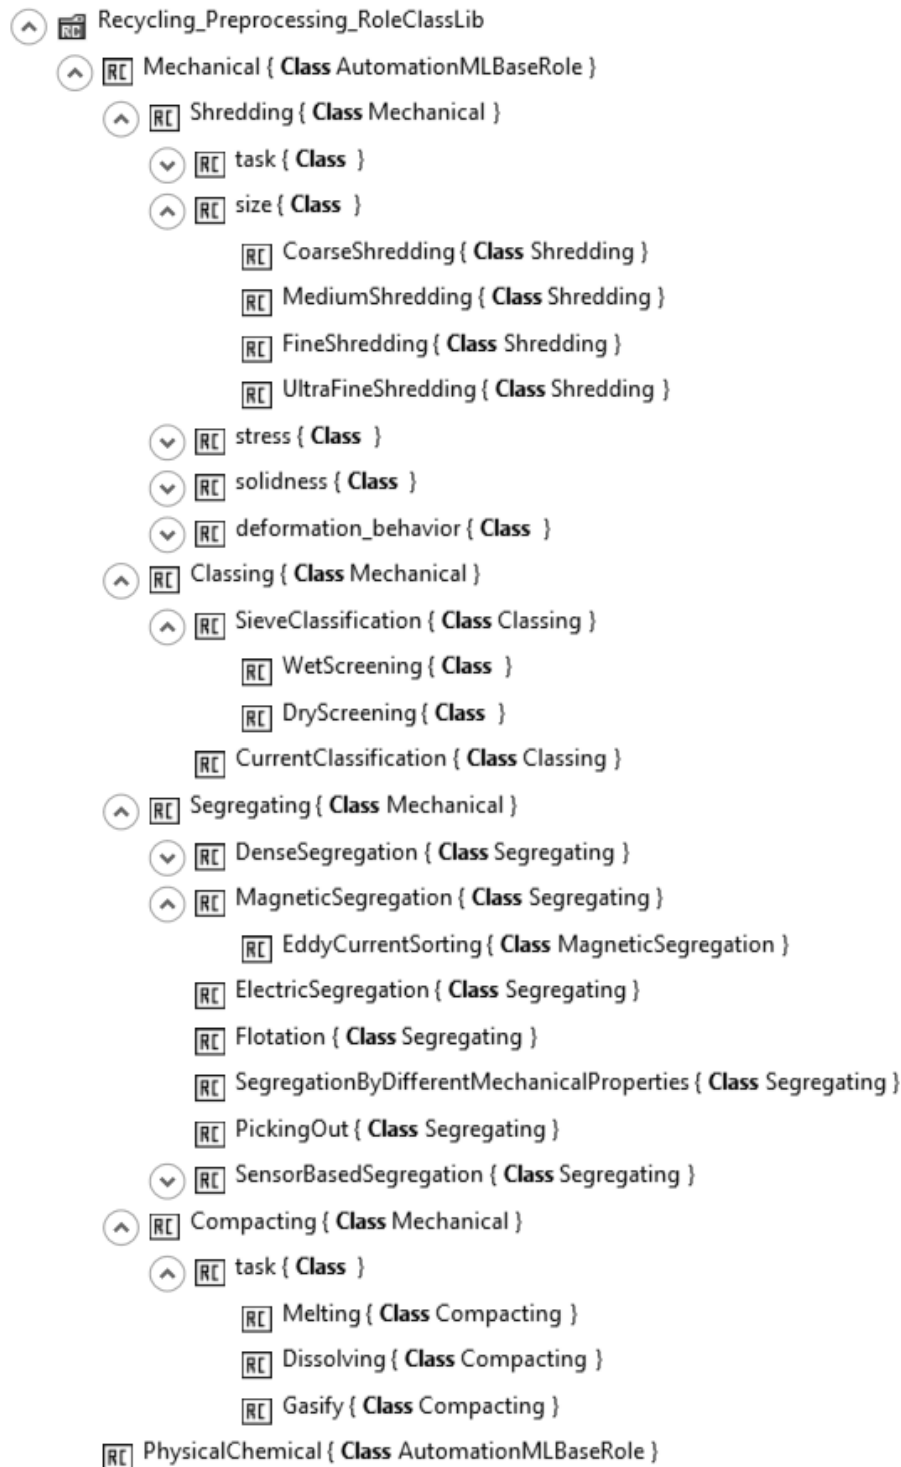 Recycling_Preprocessing_RoleClassLib
RC Mechanical { Class AutomationMLBaseRole }
RC Shredding { Class Mechanical }
RC task { Class }
RC size { Class }
RC CoarseShredding { Class Shredding }
RC MediumShredding { Class Shredding }
RC FineShredding { Class Shredding }
RC UltraFineShredding { Class Shredding }
RC stress { Class }
RC solidness { Class }
RC deformation_behavior { Class }
RC Classing { Class Mechanical }
RC SieveClassification { Class Classing }
RC WetScreening { Class }
RC DryScreening { Class }
RC CurrentClassification { Class Classing }
RC Segregating { Class Mechanical }
RC DenseSegregation { Class Segregating }
RC MagneticSegregation { Class Segregating }
RC EddyCurrentSorting { Class MagneticSegregation }
RC ElectricSegregation { Class Segregating }
RC Flotation { Class Segregating }
RC SegregationByDifferentMechanicalProperties { Class Segregating }
RC PickingOut { Class Segregating }
RC SensorBasedSegregation { Class Segregating }
RC Compacting { Class Mechanical }
RC task { Class }
RC Melting { Class Compacting }
RC Dissolving { Class Compacting }
RC Gasify { Class Compacting }
RC PhysicalChemical { Class AutomationMLBaseRole }